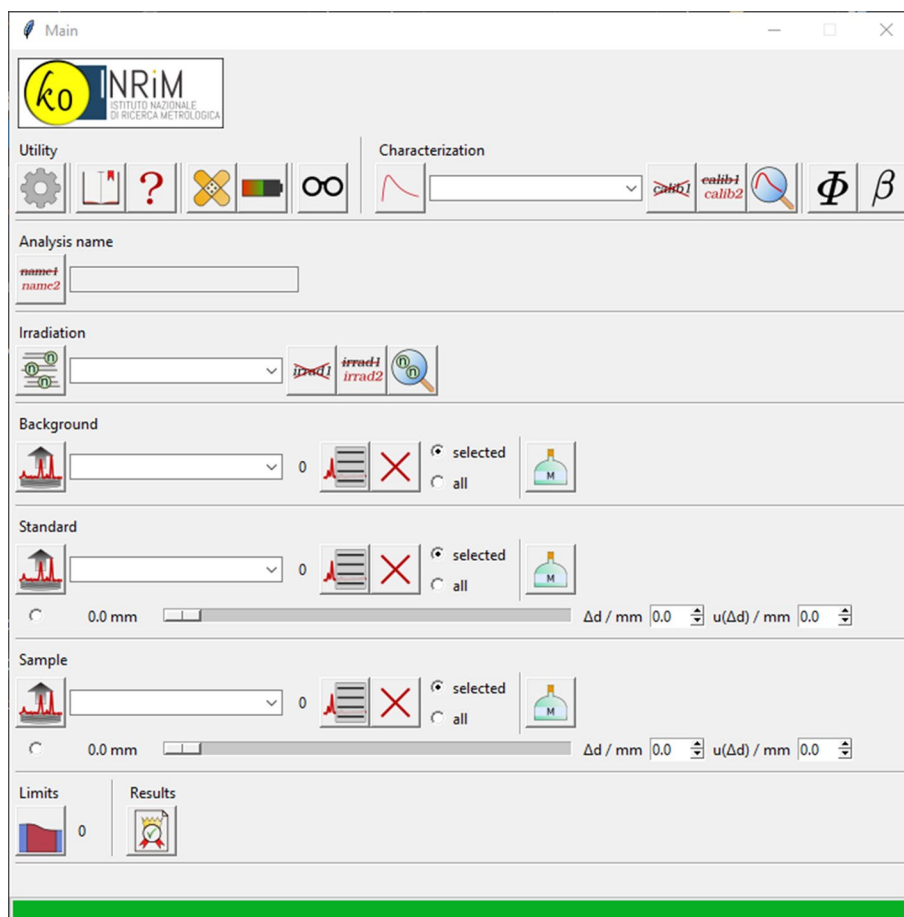 Main
k0 INRiM
ISTITUTO NAZIONALE
DI RICERCA METROLOGICA
Utility
Characterization
?
calib1
calib1
calib2
Φ
β
Analysis name
name1
name2
Irradiation
n
n
n
irrad1
irrad1
irrad2
n
n
Background
0
selected
all
M
Standard
0
selected
all
M
0.0 mm
Δd / mm 0.0 u(Δd) / mm 0.0
Sample
0
selected
all
M
0.0 mm
Δd / mm 0.0 u(Δd) / mm 0.0
Limits
Results
0